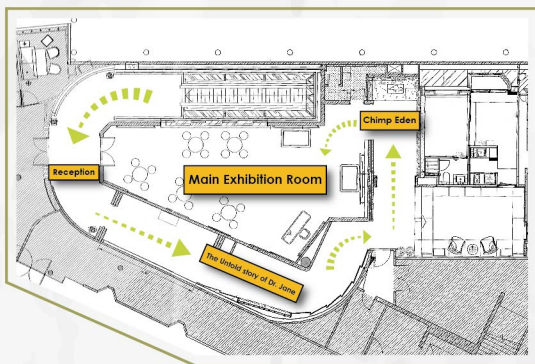 Chimp Eden
Reception
Main Exhibition Room
The Untold story of Dr. Jane